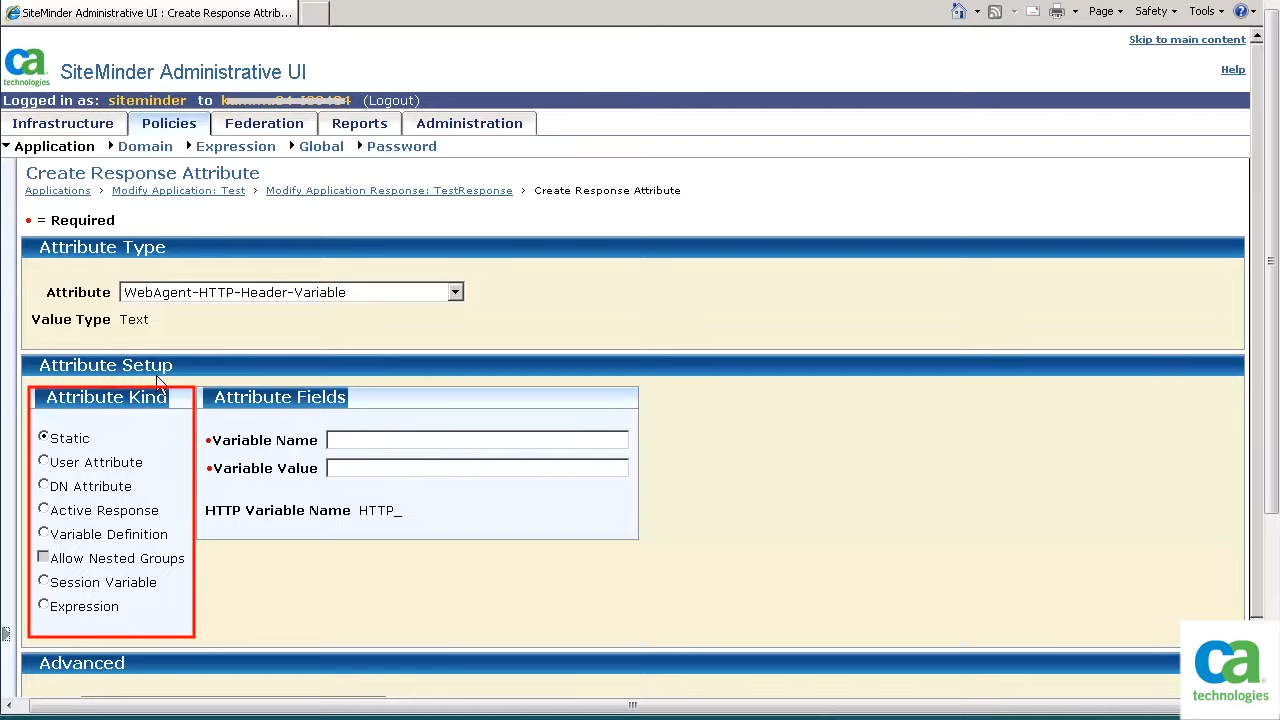 SiteMinder Administrative UI : Create Response Attrib...
Page Safety Tools
Skip to main content
ca technologies
SiteMinder Administrative UI
Help
Logged in as: siteminder to (Logout)
Infrastructure Policies Federation Reports Administration
Application Domain Expression Global Password
Create Response Attribute
Applications > Modify Application: Test > Modify Application Response: TestResponse > Create Response Attribute
• = Required
Attribute Type
Attribute WebAgent-HTTP-Header-Variable
Value Type Text
Attribute Setup
Attribute Kind
Static
User Attribute
DN Attribute
Active Response
Variable Definition
Allow Nested Groups
Session Variable
Expression
Attribute Fields
•Variable Name
•Variable Value
HTTP Variable Name HTTP_
Advanced
ca technologies